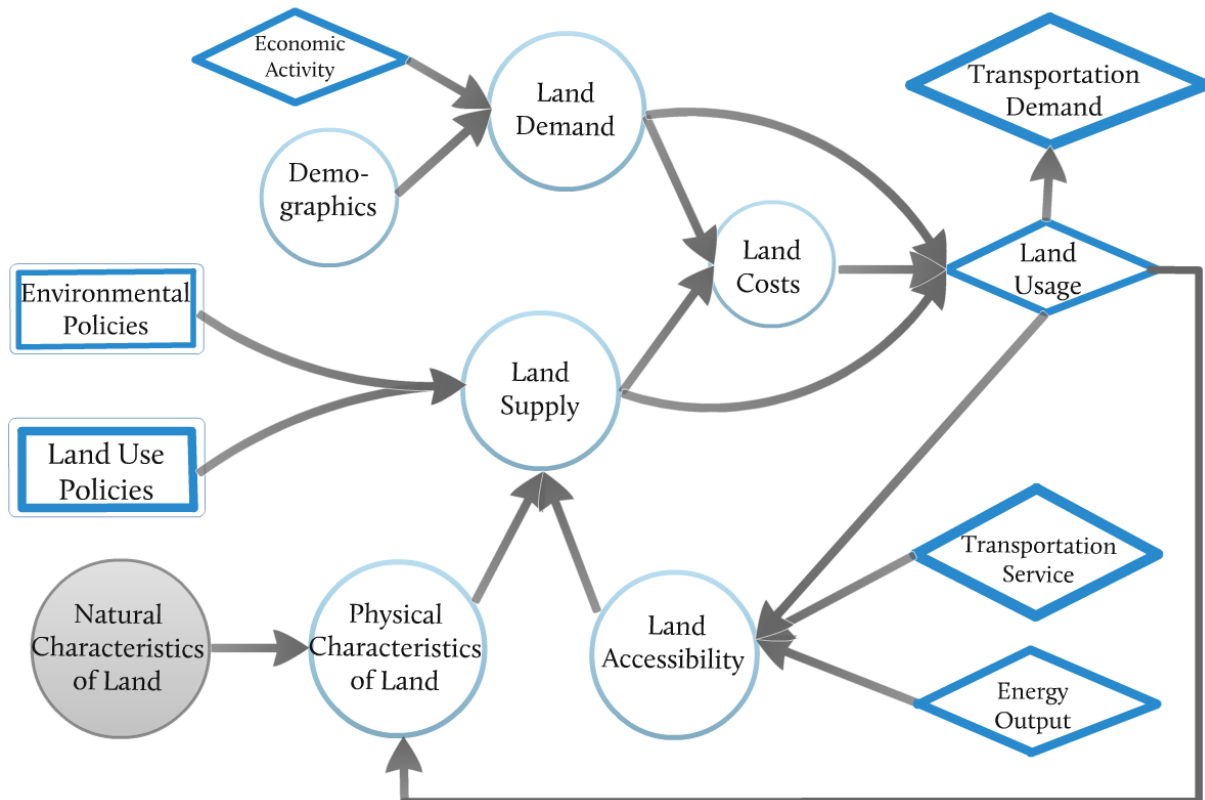 Economic
Activity
Land
Demand
Transportation
Demand
Demo-
graphics
Land
Costs
Land
Usage
Environmental
Policies
Land
Supply
Land Use
Policies
Transportation
Service
Natural
Characteristics
of Land
Physical
Characteristics
of Land
Land
Accessibility
Energy
Output